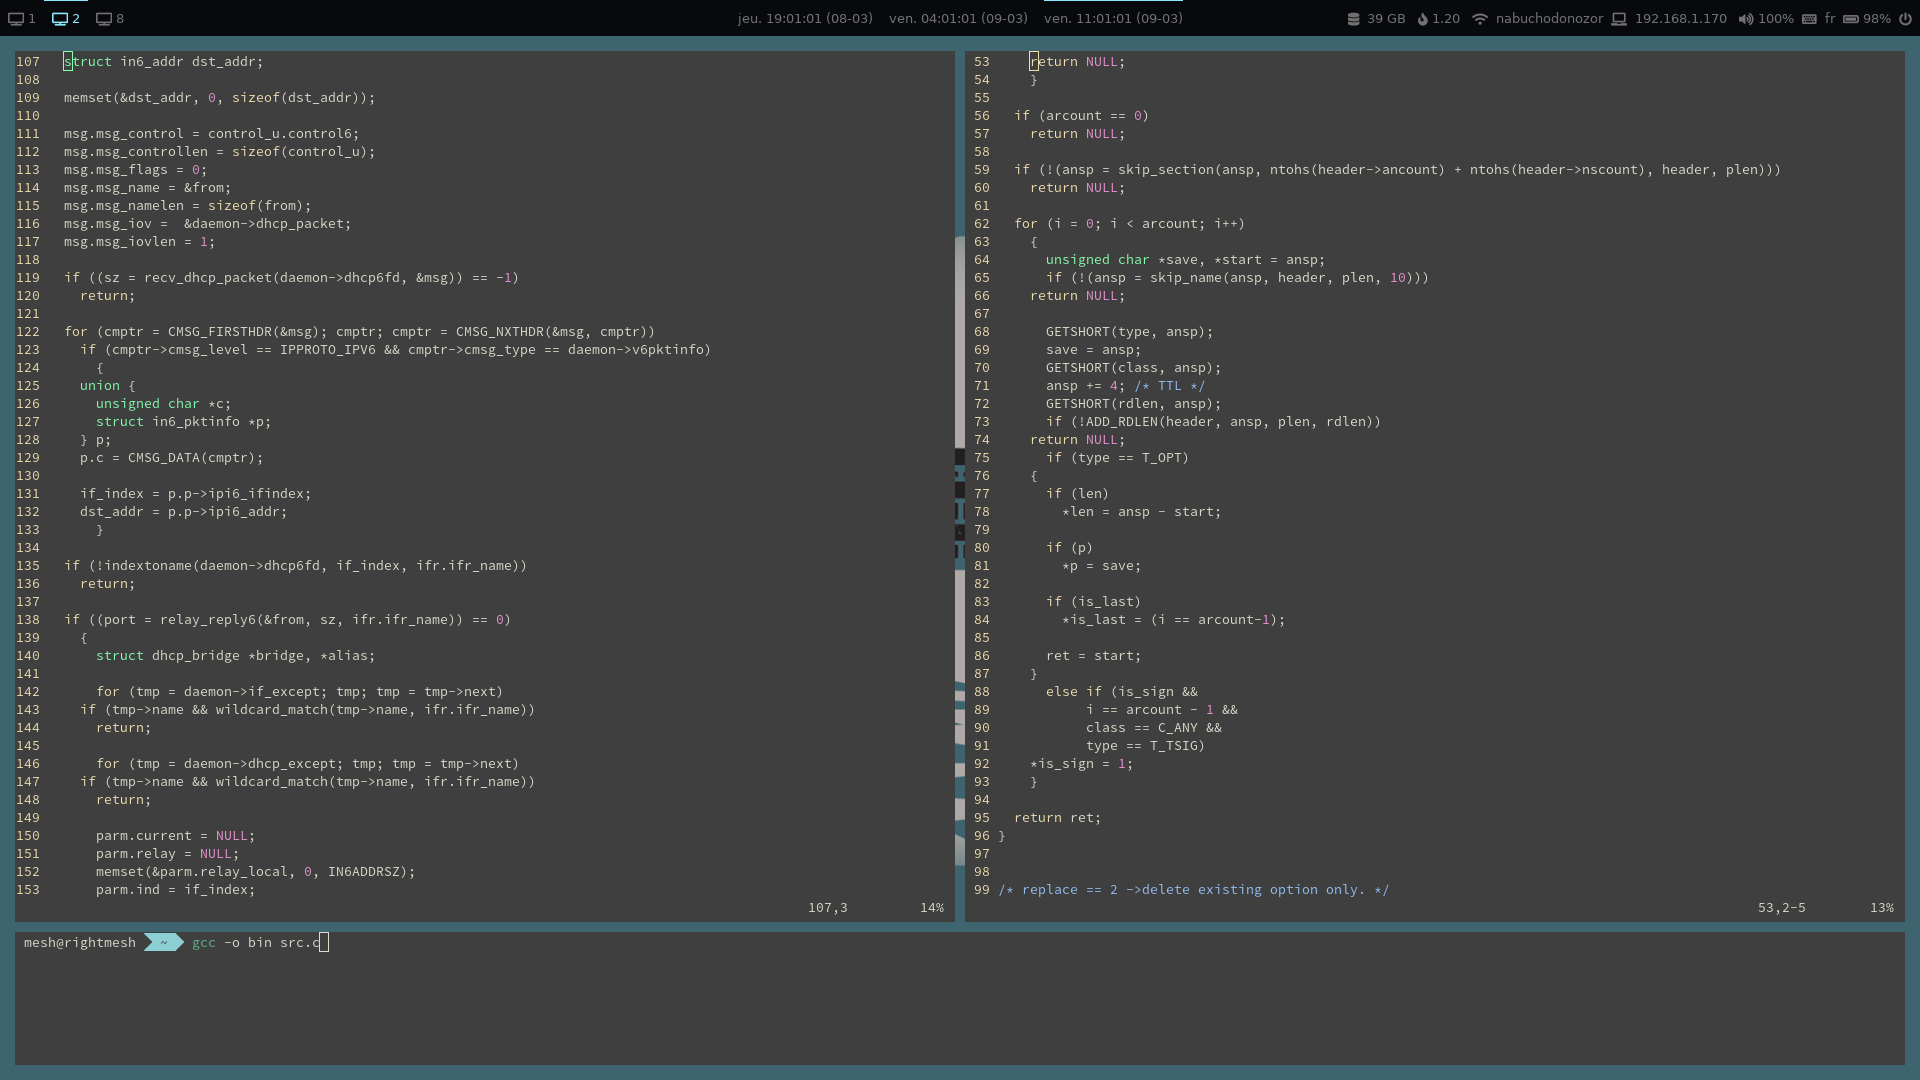 1 2 8 jeu. 19:01:01 (08-03) ven. 04:01:01 (09-03) ven. 11:01:01 (09-03) 39 GB 1.20 nabuchodonozor 192.168.1.170 100% fr 98%
107   struct in6_addr dst_addr;
108
109   memset(&dst_addr, 0, sizeof(dst_addr));
110
111   msg.msg_control = control_u.control6;
112   msg.msg_controllen = sizeof(control_u);
113   msg.msg_flags = 0;
114   msg.msg_name = &from;
115   msg.msg_namelen = sizeof(from);
116   msg.msg_iov =  &daemon->dhcp_packet;
117   msg.msg_iovlen = 1;
118
119   if ((sz = recv_dhcp_packet(daemon->dhcp6fd, &msg)) == -1)
120     return;
121
122   for (cmptr = CMSG_FIRSTHDR(&msg); cmptr; cmptr = CMSG_NXTHDR(&msg, cmptr))
123     if (cmptr->cmsg_level == IPPROTO_IPV6 && cmptr->cmsg_type == daemon->v6pktinfo)
124       {
125     union {
126       unsigned char *c;
127       struct in6_pktinfo *p;
128     } p;
129     p.c = CMSG_DATA(cmptr);
130
131     if_index = p.p->ipi6_ifindex;
132     dst_addr = p.p->ipi6_addr;
133       }
134
135   if (!indextoname(daemon->dhcp6fd, if_index, ifr.ifr_name))
136     return;
137
138   if ((port = relay_reply6(&from, sz, ifr.ifr_name)) == 0)
139     {
140       struct dhcp_bridge *bridge, *alias;
141
142       for (tmp = daemon->if_except; tmp; tmp = tmp->next)
143     if (tmp->name && wildcard_match(tmp->name, ifr.ifr_name))
144       return;
145
146       for (tmp = daemon->dhcp_except; tmp; tmp = tmp->next)
147     if (tmp->name && wildcard_match(tmp->name, ifr.ifr_name))
148       return;
149
150       parm.current = NULL;
151       parm.relay = NULL;
152       memset(&parm.relay_local, 0, IN6ADDRSZ);
153       parm.ind = if_index;
107,3 14%
53     return NULL;
54     }
55
56   if (arcount == 0)
57     return NULL;
58
59   if (!(ansp = skip_section(ansp, ntohs(header->ancount) + ntohs(header->nscount), header, plen)))
60     return NULL;
61
62   for (i = 0; i < arcount; i++)
63     {
64       unsigned char *save, *start = ansp;
65       if (!(ansp = skip_name(ansp, header, plen, 10)))
66     return NULL;
67
68       GETSHORT(type, ansp);
69       save = ansp;
70       GETSHORT(class, ansp);
71       ansp += 4; /* TTL */
72       GETSHORT(rdlen, ansp);
73       if (!ADD_RDLEN(header, ansp, plen, rdlen))
74     return NULL;
75       if (type == T_OPT)
76     {
77       if (len)
78         *len = ansp - start;
79
80       if (p)
81         *p = save;
82
83       if (is_last)
84         *is_last = (i == arcount-1);
85
86       ret = start;
87     }
88       else if (is_sign &&
89            i == arcount - 1 &&
90            class == C_ANY &&
91            type == T_TSIG)
92     *is_sign = 1;
93     }
94
95   return ret;
96 }
97
98
99 /* replace == 2 ->delete existing option only. */
53,2-5 13%
mesh@rightmesh ~ gcc -o bin src.c